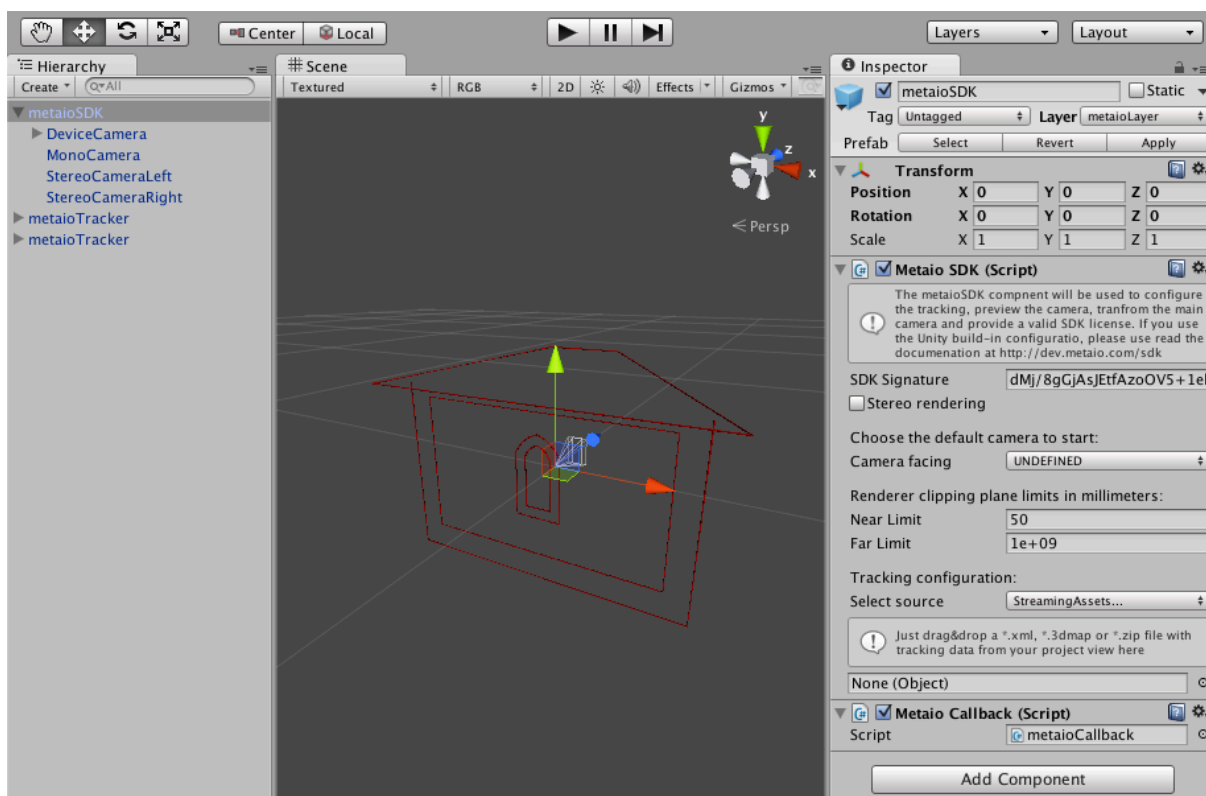 Center
Local
Layers
Layout
Hierarchy
Create
All
metaioSDK
DeviceCamera
MonoCamera
StereoCameraLeft
StereoCameraRight
metaioTracker
metaioTracker
Scene
Textured
RGB
2D
Effects
Gizmos
y
z
x
Persp
Inspector
metaioSDK
Static
Tag
Untagged
Layer
metaioLayer
Prefab
Select
Revert
Apply
Transform
Position X 0 Y 0 Z 0
Rotation X 0 Y 0 Z 0
Scale X 1 Y 1 Z 1
Metaio SDK (Script)
The metaioSDK compnent will be used to configure
the tracking, preview the camera, tranfrom the main
camera and provide a valid SDK license. If you use
the Unity build-in configuratio, please use read the
documenation at http://dev.metaio.com/sdk
SDK Signature dMj/8gGjAsJEtfAzoOV5+1el
Stereo rendering
Choose the default camera to start:
Camera facing UNDEFINED
Renderer clipping plane limits in millimeters:
Near Limit 50
Far Limit 1e+09
Tracking configuration:
Select source StreamingAssets...
Just drag&drop a *.xml, *.3dmap or *.zip file with
tracking data from your project view here
None (Object)
Metaio Callback (Script)
Script metaioCallback
Add Component